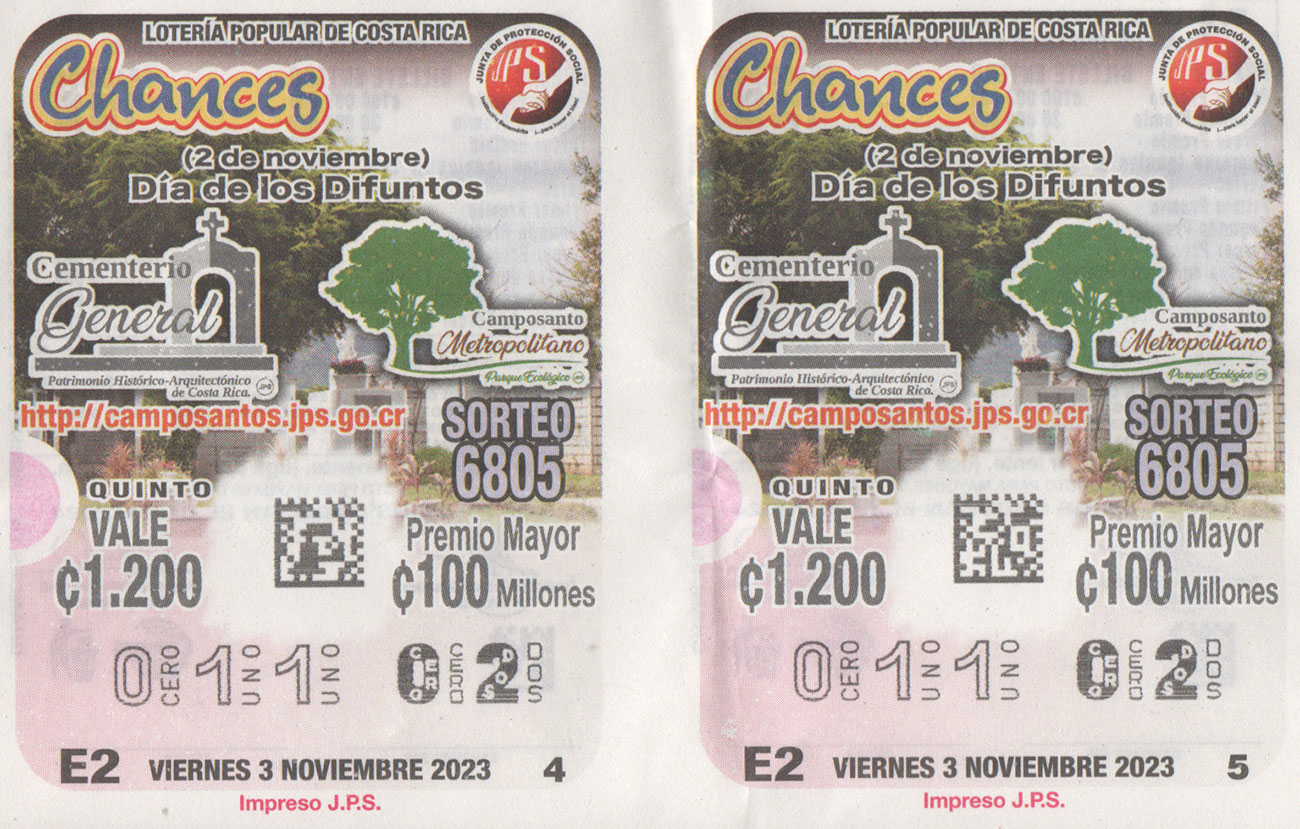 LOTERÍA POPULAR DE COSTA RICA
Chances
JUNTA DE PROTECCIÓN SOCIAL
JPS
(2 de noviembre)
Día de los Difuntos
Cementerio
General
Patrimonio Histórico-Arquitectónico
de Costa Rica.
JPS
Camposanto
Metropolitano
Parque Ecológico
http://camposantos.jps.go.cr
SORTEO
6805
QUINTO
VALE
₡1.200
Premio Mayor
₡100 Millones
0 CERO 1 UNO 1 UNO 0 CERO CERO 2 DOS DOS
E2 VIERNES 3 NOVIEMBRE 2023 4
Impreso J.P.S.
LOTERÍA POPULAR DE COSTA RICA
Chances
JUNTA DE PROTECCIÓN SOCIAL
JPS
(2 de noviembre)
Día de los Difuntos
Cementerio
General
Patrimonio Histórico-Arquitectónico
de Costa Rica.
JPS
Camposanto
Metropolitano
Parque Ecológico
http://camposantos.jps.go.cr
SORTEO
6805
QUINTO
VALE
₡1.200
Premio Mayor
₡100 Millones
0 CERO 1 UNO 1 UNO 0 CERO CERO 2 DOS DOS
E2 VIERNES 3 NOVIEMBRE 2023 5
Impreso J.P.S.